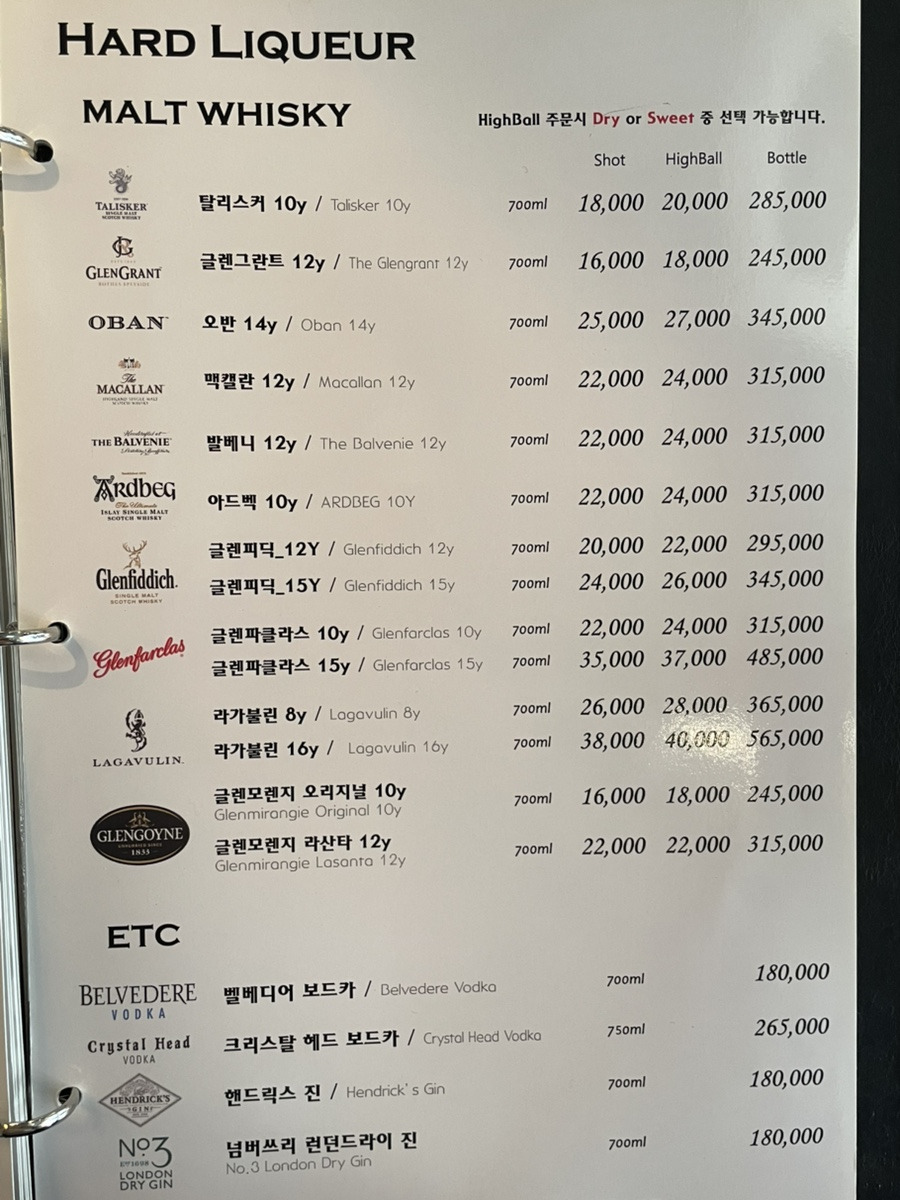 HARD LIQUEUR
MALT WHISKY
HighBall 주문시 Dry or Sweet 중 선택 가능합니다.
Shot HighBall Bottle
TALISKER
SINGLE MALT
SCOTCH WHISKY
탈리스커 10y / Talisker 10y 700ml 18,000 20,000 285,000
GLENGRANT
글렌그란트 12y / The Glengrant 12y 700ml 16,000 18,000 245,000
OBAN
오반 14y / Oban 14y 700ml 25,000 27,000 345,000
The
MACALLAN
HIGHLAND SINGLE MALT
SCOTCH WHISKY
맥캘란 12y / Macallan 12y 700ml 22,000 24,000 315,000
THE BALVENIE
발베니 12y / The Balvenie 12y 700ml 22,000 24,000 315,000
ARDBEG
The Ultimate
ISLAY SINGLE MALT
SCOTCH WHISKY
아드벡 10y / ARDBEG 10Y 700ml 22,000 24,000 315,000
Glenfiddich.
SINGLE MALT
SCOTCH WHISKY
글렌피딕_12Y / Glenfiddich 12y 700ml 20,000 22,000 295,000
글렌피딕_15Y / Glenfiddich 15y 700ml 24,000 26,000 345,000
Glenfarclas
글렌파클라스 10y / Glenfarclas 10y 700ml 22,000 24,000 315,000
글렌파클라스 15y / Glenfarclas 15y 700ml 35,000 37,000 485,000
LAGAVULIN.
라가불린 8y / Lagavulin 8y 700ml 26,000 28,000 365,000
라가불린 16y / Lagavulin 16y 700ml 38,000 40,000 565,000
GLENGOYNE
1833
글렌모렌지 오리지널 10y 700ml 16,000 18,000 245,000
Glenmirangie Original 10y
글렌모렌지 라산타 12y 700ml 22,000 22,000 315,000
Glenmirangie Lasanta 12y
ETC
BELVEDERE
VODKA
벨베디어 보드카 / Belvedere Vodka 700ml 180,000
Crystal Head
VODKA
크리스탈 헤드 보드카 / Crystal Head Vodka 750ml 265,000
HENDRICK'S
GIN
핸드릭스 진 / Hendrick's Gin 700ml 180,000
No3
LONDON
DRY GIN
넘버쓰리 런던드라이 진 700ml 180,000
No.3 London Dry Gin